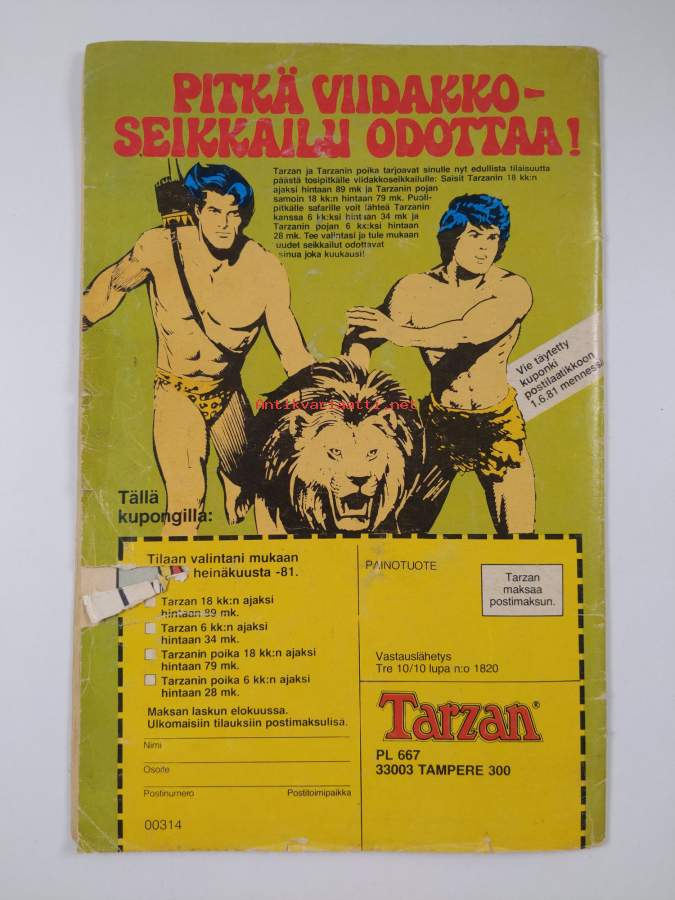 PITKÄ VIIDAKKO-
SEIKKAILU ODOTTAA!
Tarzan ja Tarzanin poika tarjoavat sinulle nyt edullista tilaisuutta
päästä tosipitkälle viidakkoseikkailulle: Saisit Tarzanin 18 kk:n
ajaksi hintaan 89 mk ja Tarzanin pojan
samoin 18 kk:n hintaan 79 mk. Puoli-
pitkälle safarille voit lähteä Tarzanin
kanssa 6 kk:ksi hintaan 34 mk ja
Tarzanin pojan 6 kk:ksi hintaan
28 mk. Tee valintasi ja tule mukaan
uudet seikkailut odottavat
sinua joka kuukausi!
Vie täytetty
kuponki
postilaatikkoon
1.6.81 mennessä
Antikvariaatti.net
Tällä
kupongilla:
Tilaan valintani mukaan
heinäkuusta -81.
Tarzan 18 kk:n ajaksi
hintaan 89 mk.
Tarzan 6 kk:n ajaksi
hintaan 34 mk.
Tarzanin poika 18 kk:n ajaksi
hintaan 79 mk.
Tarzanin poika 6 kk:n ajaksi
hintaan 28 mk.
Maksan laskun elokuussa.
Ulkomaisiin tilauksiin postimaksulisä.
Nimi
Osoite
Postinumero Postitoimipaikka
00314
PAINOTUOTE
Tarzan
maksaa
postimaksun.
Vastauslähetys
Tre 10/10 lupa n:o 1820
Tarzan®
PL 667
33003 TAMPERE 300